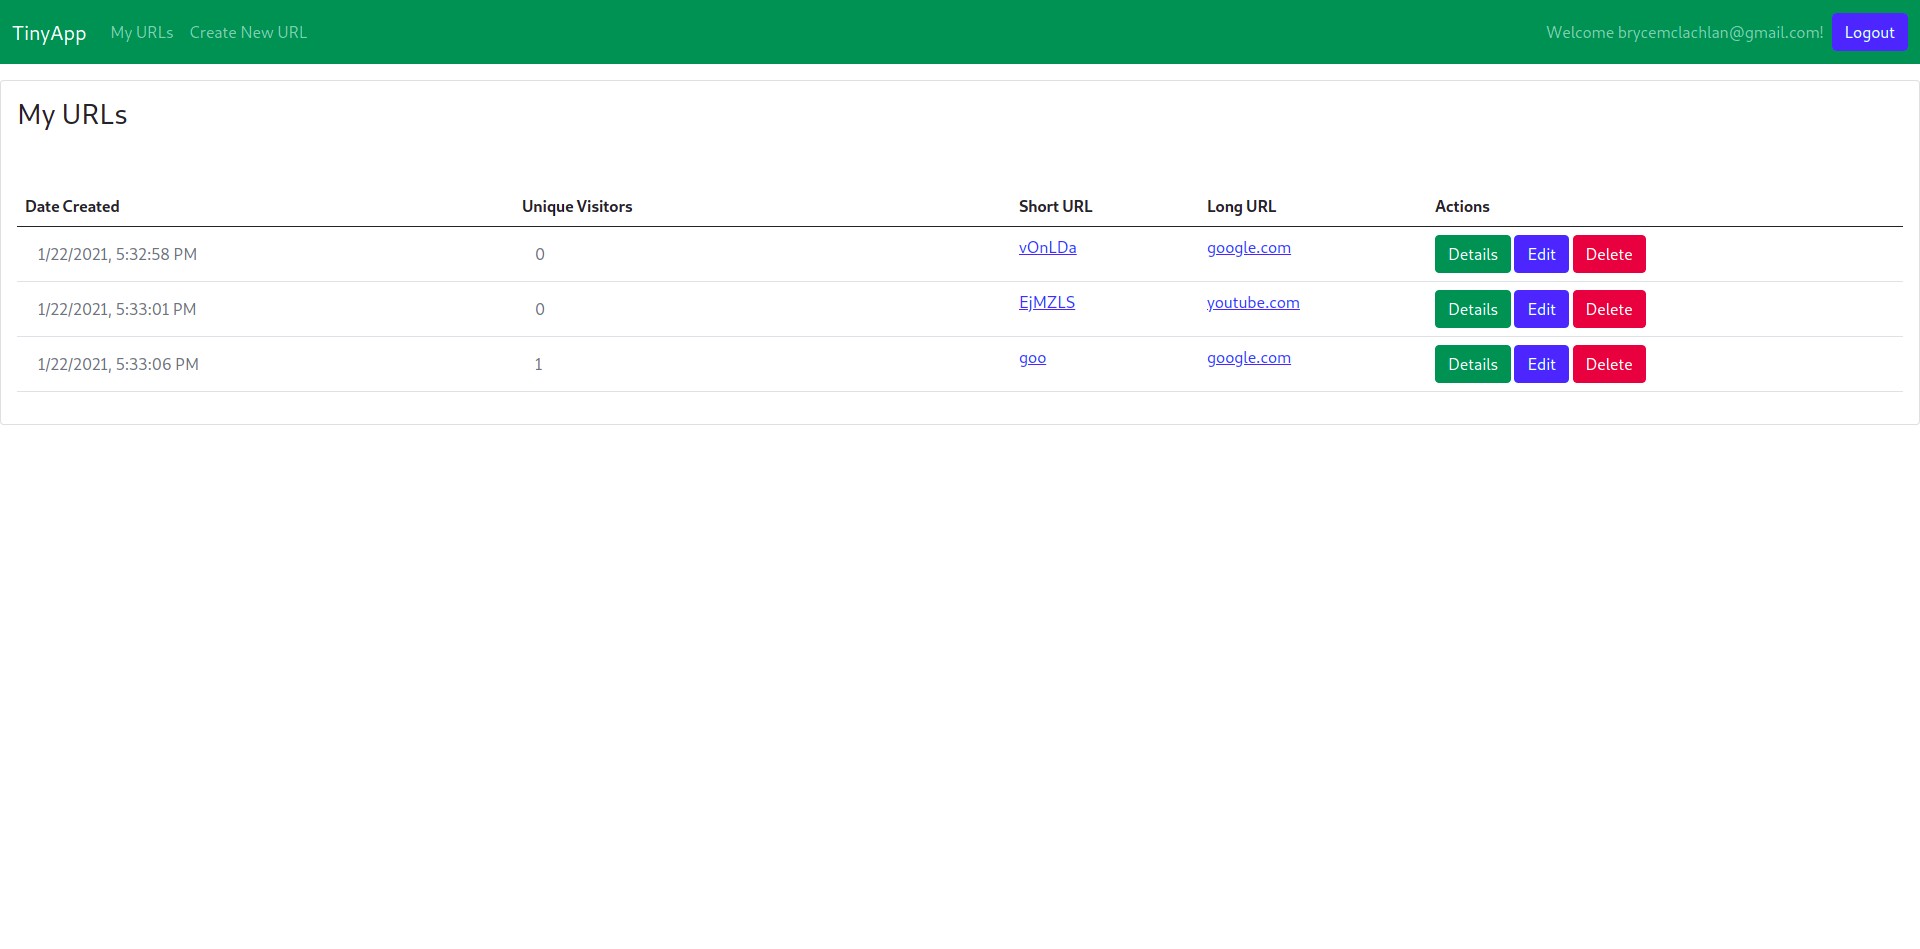 TinyApp My URLs Create New URL Welcome brycemclachlan@gmail.com! Logout
My URLs
Date Created Unique Visitors Short URL Long URL Actions
1/22/2021, 5:32:58 PM 0 vOnLDa google.com Details Edit Delete
1/22/2021, 5:33:01 PM 0 EjMZLS youtube.com Details Edit Delete
1/22/2021, 5:33:06 PM 1 goo google.com Details Edit Delete